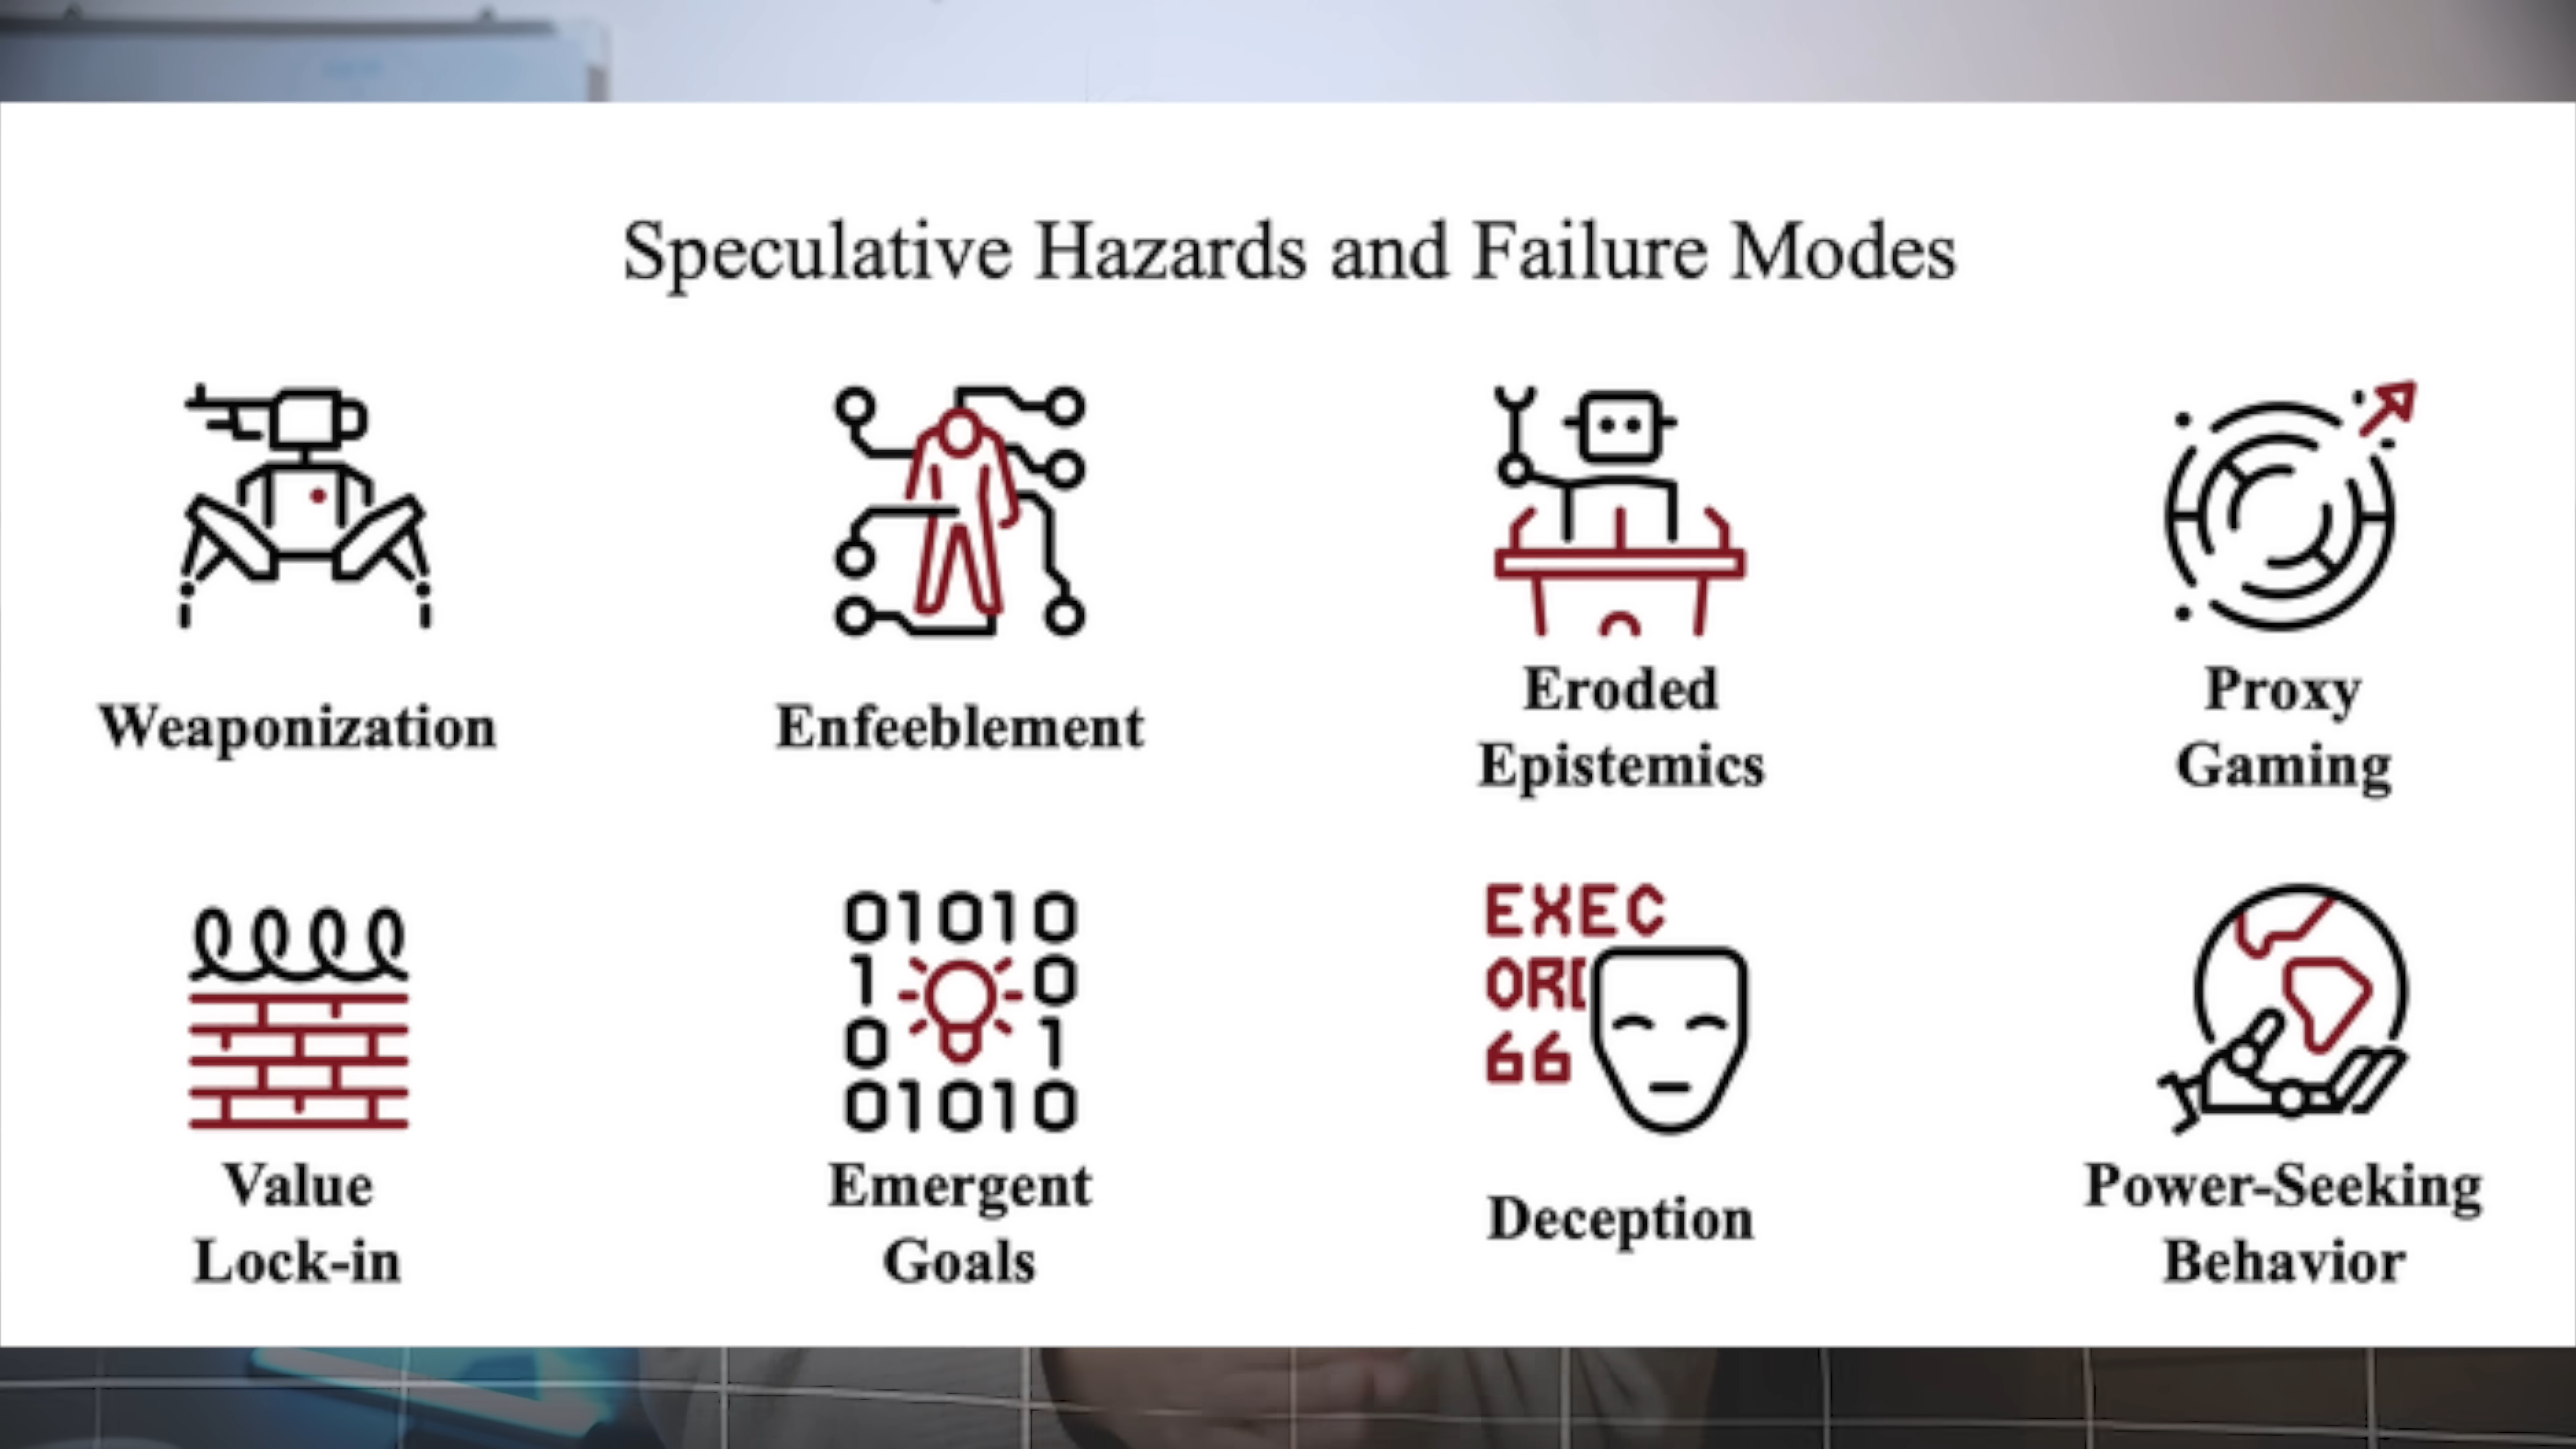 Speculative Hazards and Failure Modes
Weaponization
Enfeeblement
Eroded
Epistemics
Proxy
Gaming
01010
1 0
0 1
01010
EXEC
ORD
66
Value
Lock-in
Emergent
Goals
Deception
Power-Seeking
Behavior